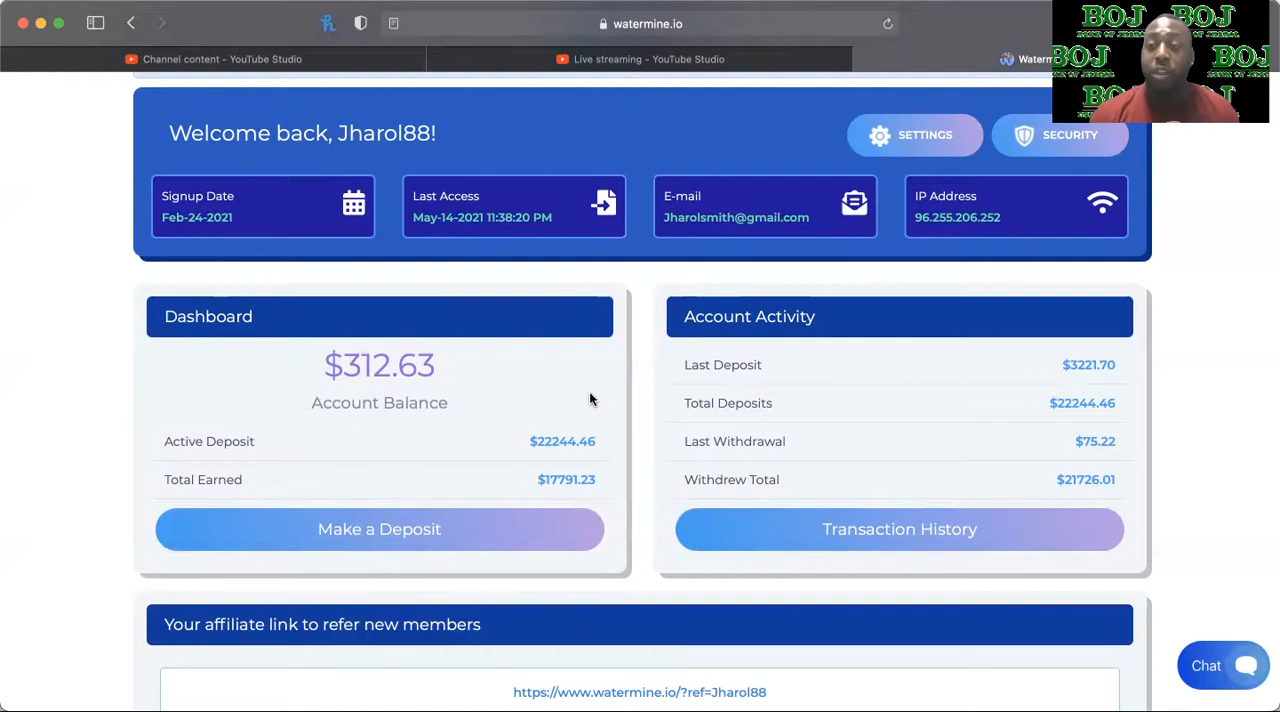 watermine.io
Channel content - YouTube Studio
Live streaming - YouTube Studio
Waterm
BOJ BOJ
BOJ
BOJ
Welcome back, Jharol88!
SETTINGS
SECURITY
Signup Date
Feb-24-2021
Last Access
May-14-2021 11:38:20 PM
E-mail
Jharolsmith@gmail.com
IP Address
96.255.206.252
Dashboard
$312.63
Account Balance
Active Deposit $22244.46
Total Earned $17791.23
Make a Deposit
Account Activity
Last Deposit $3221.70
Total Deposits $22244.46
Last Withdrawal $75.22
Withdrew Total $21726.01
Transaction History
Your affiliate link to refer new members
https://www.watermine.io/?ref=Jharol88
Chat